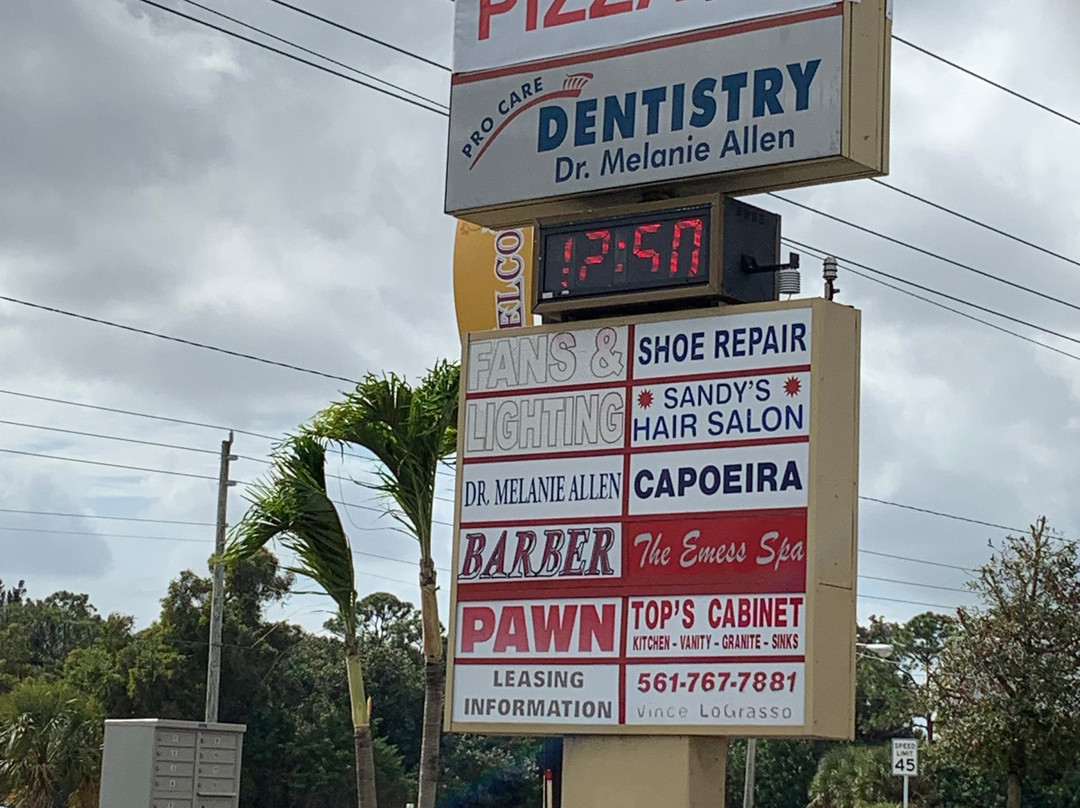 PIZZA
PRO CARE
DENTISTRY
Dr. Melanie Allen
12:50
ELCO
FANS &
LIGHTING
SHOE REPAIR
SANDY'S
HAIR SALON
DR. MELANIE ALLEN
CAPOEIRA
BARBER
The Emess Spa
PAWN
TOP'S CABINET
KITCHEN - VANITY - GRANITE - SINKS
LEASING
INFORMATION
561-767-7881
Vince LoGrasso
SPEED
LIMIT
45